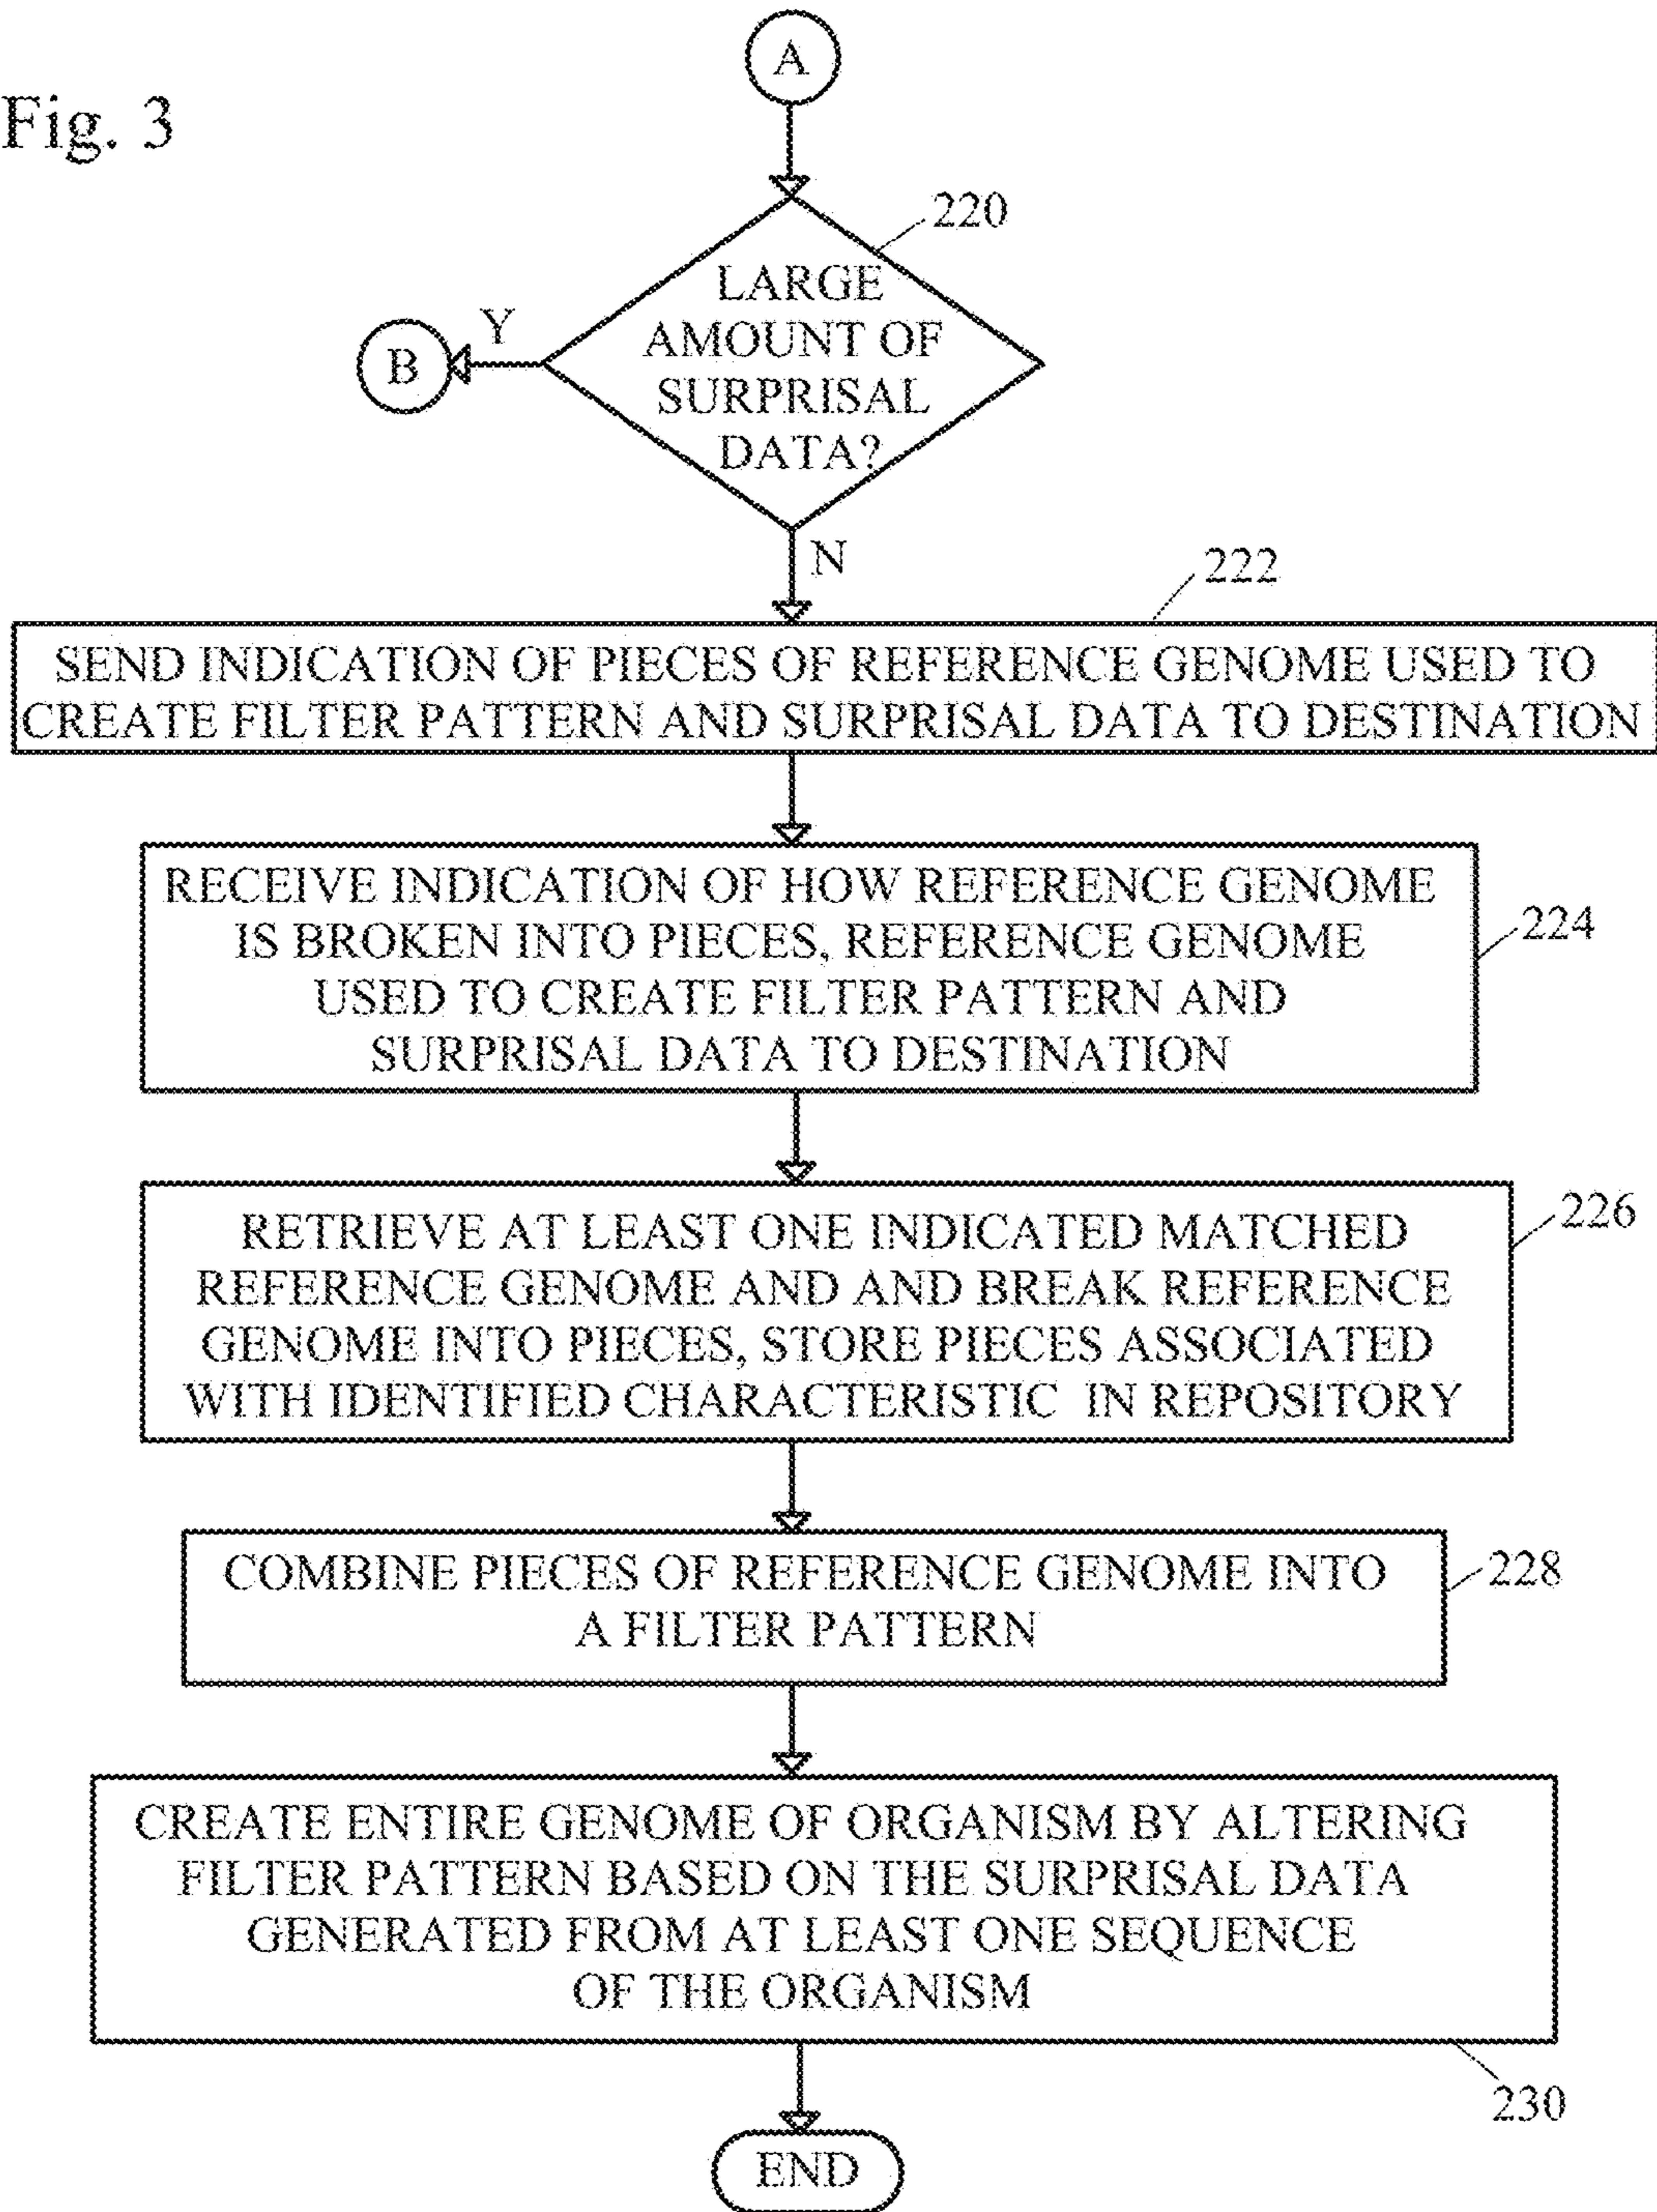 A
Fig. 3
220
LARGE
AMOUNT OF
SURPRISAL
DATA?
Y
B
N
222
SEND INDICATION OF PIECES OF REFERENCE GENOME USED TO
CREATE FILTER PATTERN AND SURPRISAL DATA TO DESTINATION
RECEIVE INDICATION OF HOW REFERENCE GENOME
IS BROKEN INTO PIECES, REFERENCE GENOME
USED TO CREATE FILTER PATTERN AND
SURPRISAL DATA TO DESTINATION
224
RETRIEVE AT LEAST ONE INDICATED MATCHED
REFERENCE GENOME AND AND BREAK REFERENCE
GENOME INTO PIECES, STORE PIECES ASSOCIATED
WITH IDENTIFIED CHARACTERISTIC IN REPOSITORY
226
COMBINE PIECES OF REFERENCE GENOME INTO
A FILTER PATTERN
228
CREATE ENTIRE GENOME OF ORGANISM BY ALTERING
FILTER PATTERN BASED ON THE SURPRISAL DATA
GENERATED FROM AT LEAST ONE SEQUENCE
OF THE ORGANISM
230
END